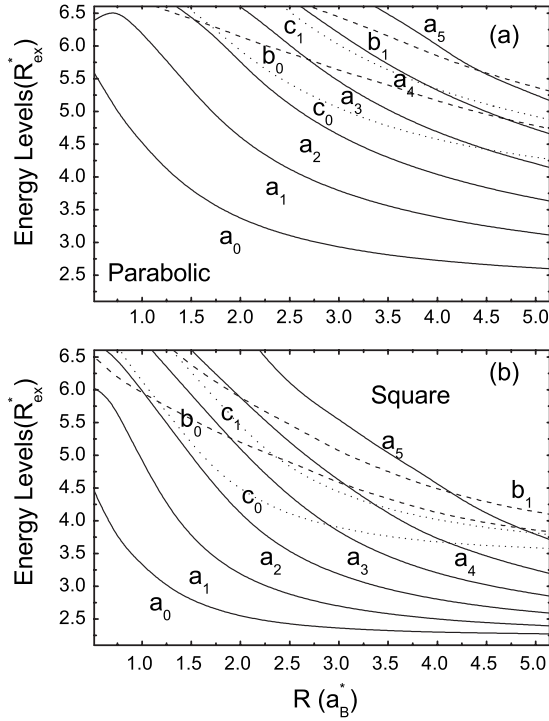 6.5
6.0
5.5
5.0
4.5
4.0
3.5
3.0
2.5
Energy Levels(R*ex)
(a)
a5
c1
b1
b0
a4
a3
c0
a2
a1
a0
Parabolic
1.0 1.5 2.0 2.5 3.0 3.5 4.0 4.5 5.0
6.5
6.0
5.5
5.0
4.5
4.0
3.5
3.0
2.5
Energy Levels(R*ex)
(b)
Square
b0
c1
a5
c0
b1
a2
a3
a4
a1
a0
1.0 1.5 2.0 2.5 3.0 3.5 4.0 4.5 5.0
R (a*B)